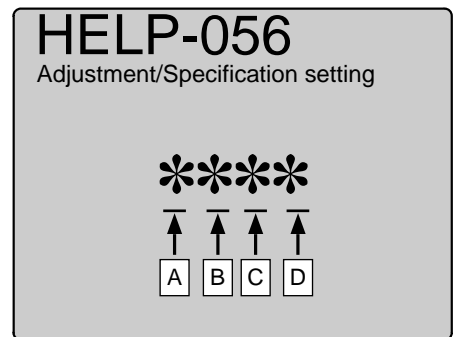 HELP-056
Adjustment/Specification setting
****
A B C D